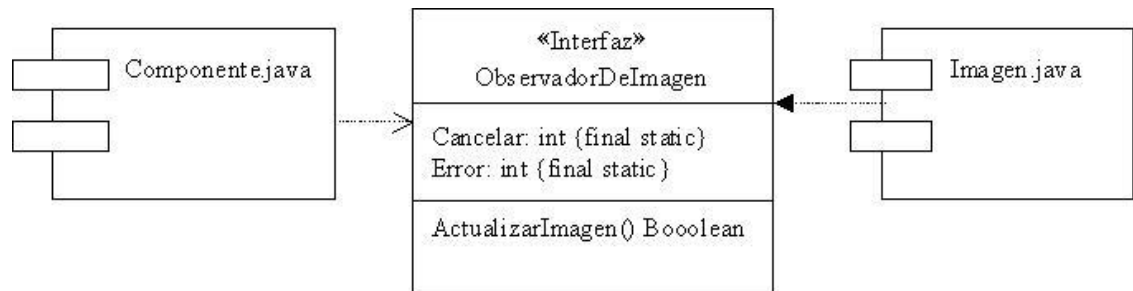 Componente.java
«Interfaz»
ObservadorDeImagen
Cancelar: int {final static}
Error: int {final static}
ActualizarImagen() Booolean
Imagen.java